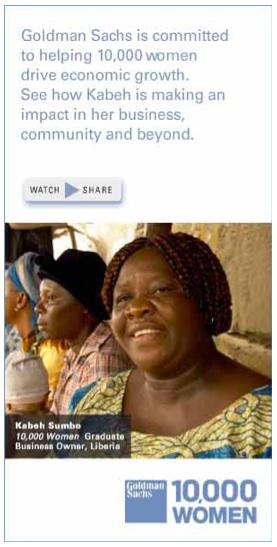 Goldman Sachs is committed
to helping 10,000 women
drive economic growth.
See how Kabeh is making an
impact in her business,
community and beyond.
WATCH SHARE
Kabeh Sumbo
10,000 Women Graduate
Business Owner, Liberia
Goldman
Sachs
10,000
WOMEN